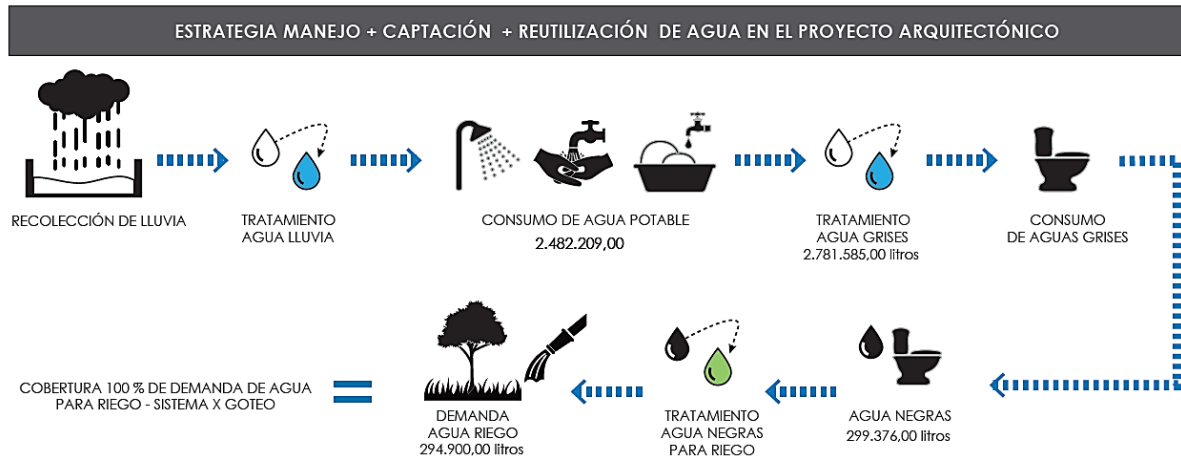 ESTRATEGIA MANEJO + CAPTACIÓN + REUTILIZACIÓN DE AGUA EN EL PROYECTO ARQUITECTÓNICO
RECOLECCIÓN DE LLUVIA
TRATAMIENTO
AGUA LLUVIA
CONSUMO DE AGUA POTABLE
2.482.209,00
TRATAMIENTO
AGUA GRISES
2.781.585,00 litros
CONSUMO
DE AGUAS GRISES
COBERTURA 100 % DE DEMANDA DE AGUA
PARA RIEGO - SISTEMA X GOTEO
DEMANDA
AGUA RIEGO
294.900,00 litros
TRATAMIENTO
AGUA NEGRAS
PARA RIEGO
AGUA NEGRAS
299.376,00 litros